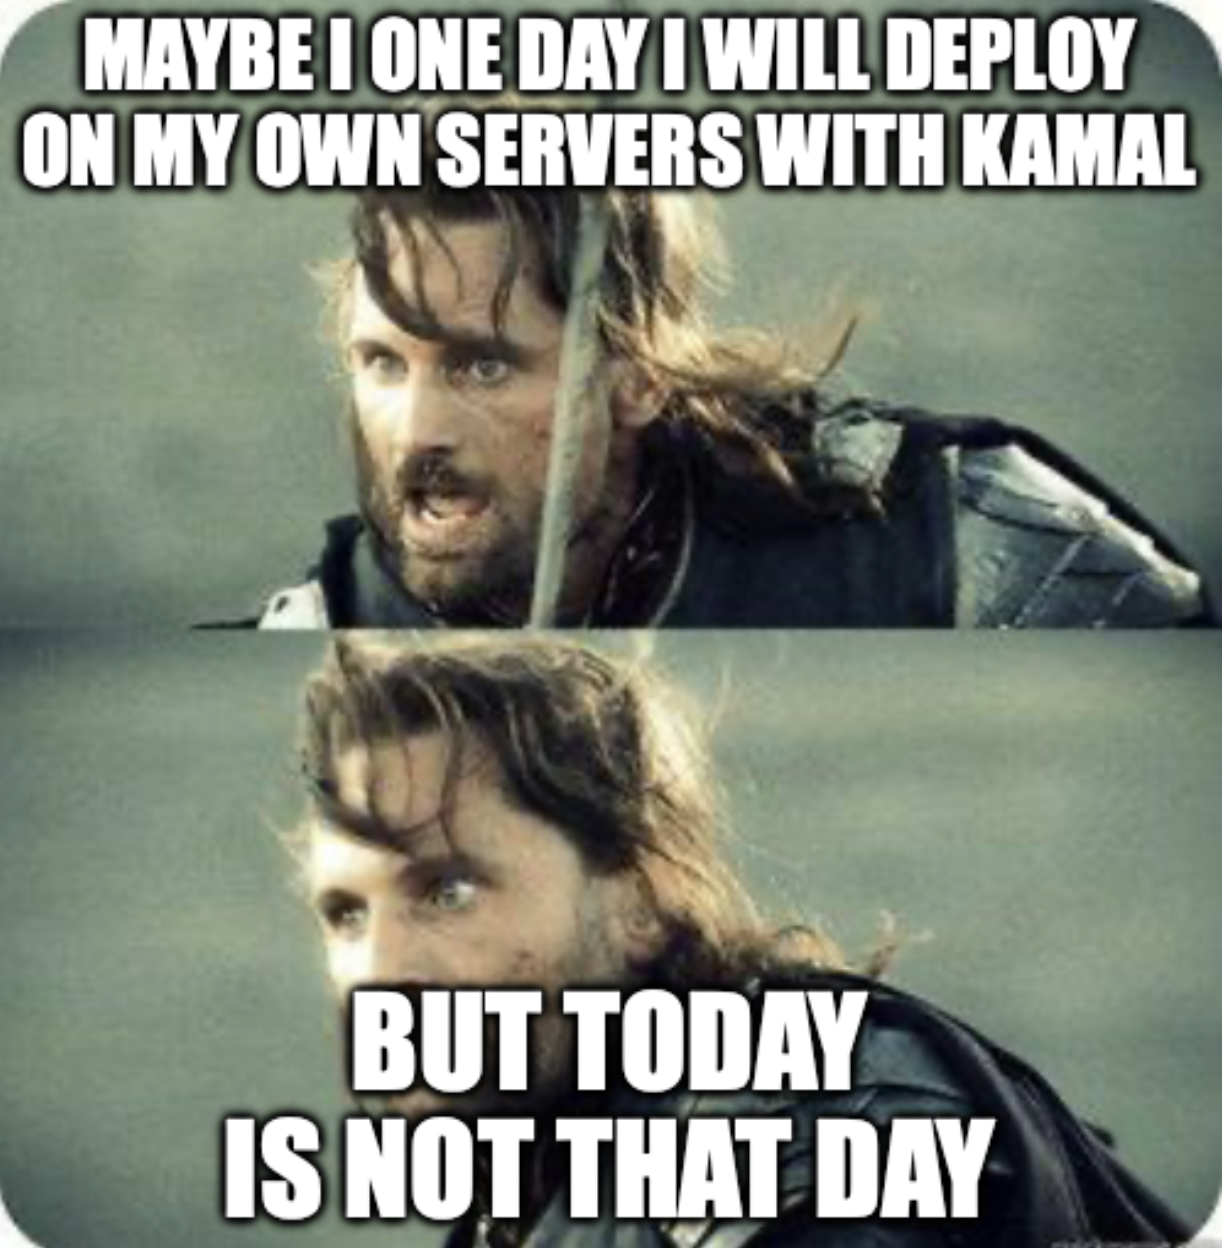 MAYBE I ONE DAY I WILL DEPLOY
ON MY OWN SERVERS WITH KAMAL
BUT TODAY
IS NOT THAT DAY